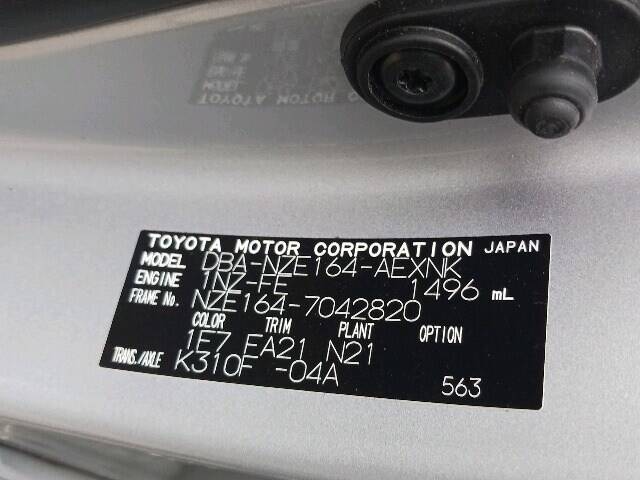 TOYOTA MOTOR CORPORATION JAPAN
MODEL DBA-NZE164-AEXNK
ENGINE 1NZ-FE 1496 mL
FRAME No. NZE164-7042820
COLOR TRIM PLANT OPTION
1E7 FA21 N21
TRANS./AXLE K310F -04A
563